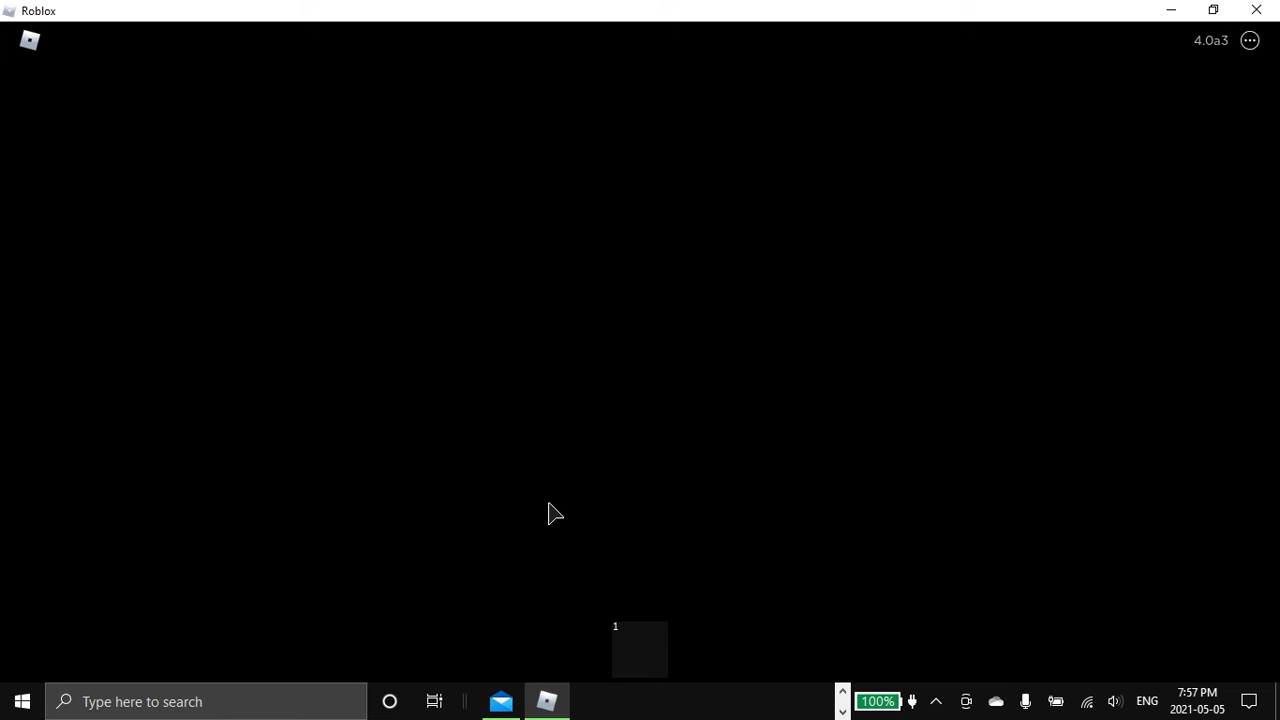 Roblox
4.0a3
1
Type here to search
100%
ENG
7:57 PM
2021-05-05